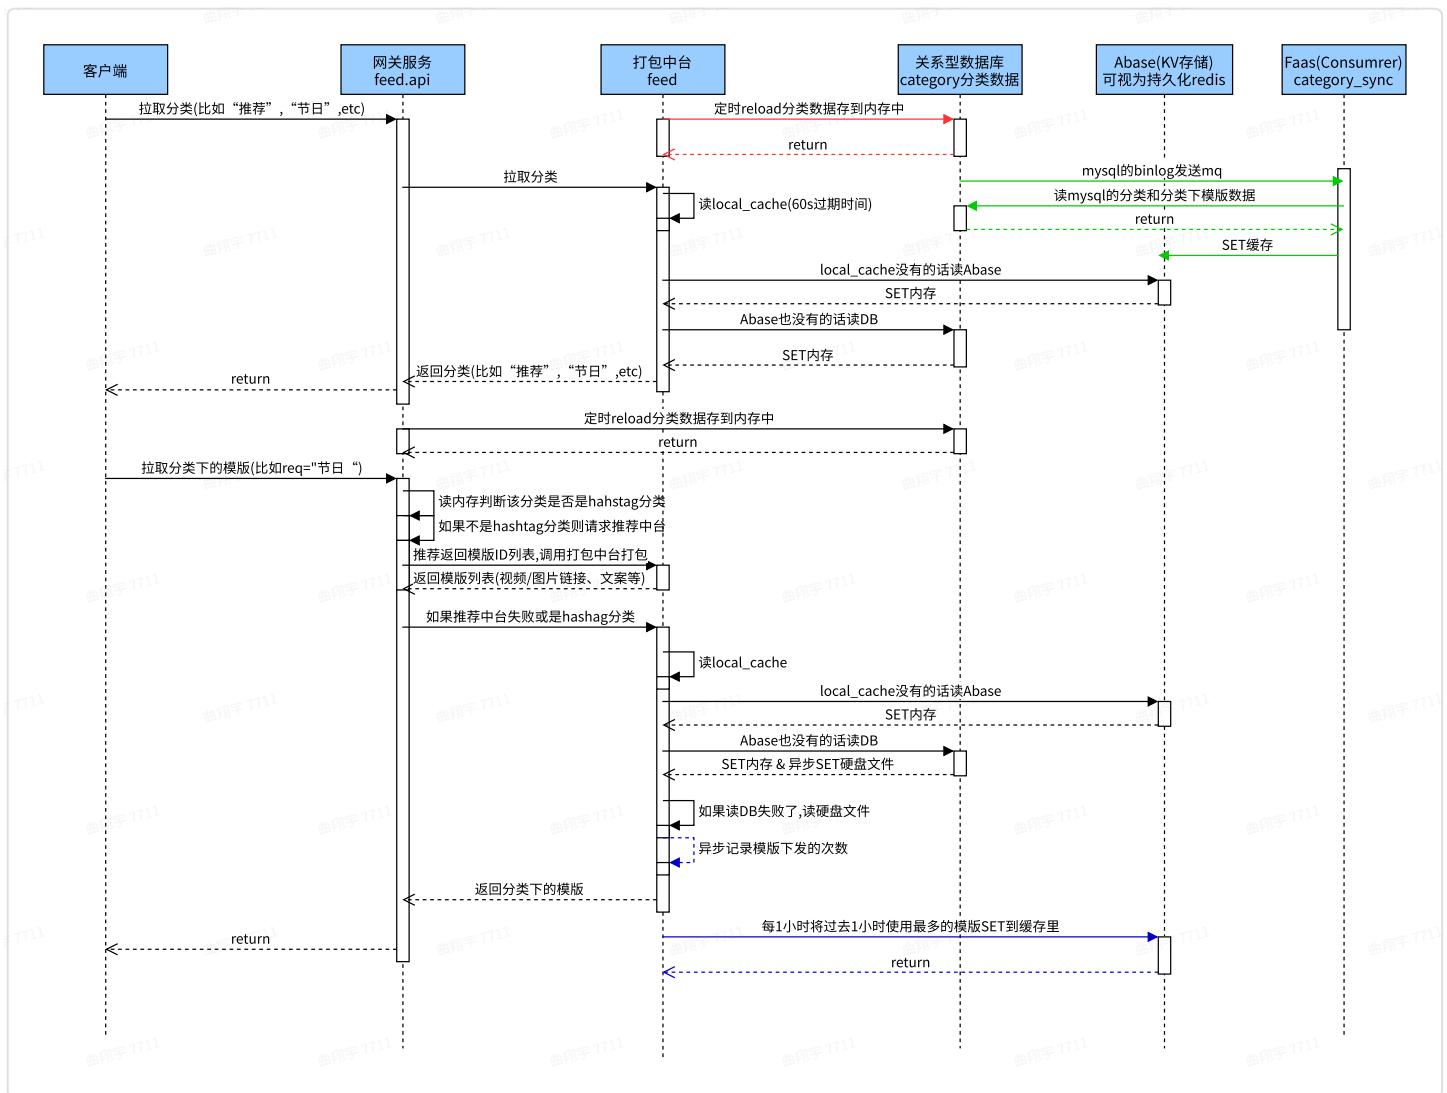 客户端
网关服务
feed.api
打包中台
feed
关系型数据库
category分类数据
Abase(KV存储)
可视为持久化redis
Faas(Consumrer)
category_sync
拉取分类(比如“推荐”,“节日”,etc)
定时reload分类数据存到内存中
return
拉取分类
mysql的binlog发送mq
读local_cache(60s过期时间)
读mysql的分类和分类下模版数据
return
SET缓存
local_cache没有的话读Abase
SET内存
Abase也没有的话读DB
SET内存
返回分类(比如“推荐”,“节日”,etc)
return
定时reload分类数据存到内存中
return
拉取分类下的模版(比如req="节日“)
读内存判断该分类是否是hahstag分类
如果不是hashtag分类则请求推荐中台
推荐返回模版ID列表,调用打包中台打包
返回模版列表(视频/图片链接、文案等)
如果推荐中台失败或是hashag分类
读local_cache
local_cache没有的话读Abase
SET内存
Abase也没有的话读DB
SET内存 & 异步SET硬盘文件
如果读DB失败了,读硬盘文件
异步记录模版下发的次数
返回分类下的模版
每1小时将过去1小时使用最多的模版SET到缓存里
return
return
曲翔宇 7711